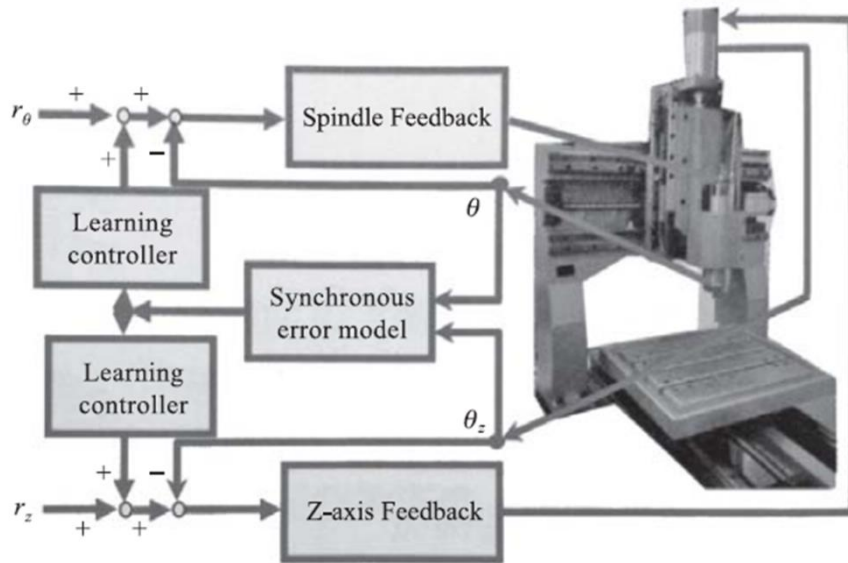 Spindle Feedback
r_θ
+
+
+
−
θ
Learning
controller
Synchronous
error model
Learning
controller
θ_z
+
−
r_z
+
+
Z-axis Feedback